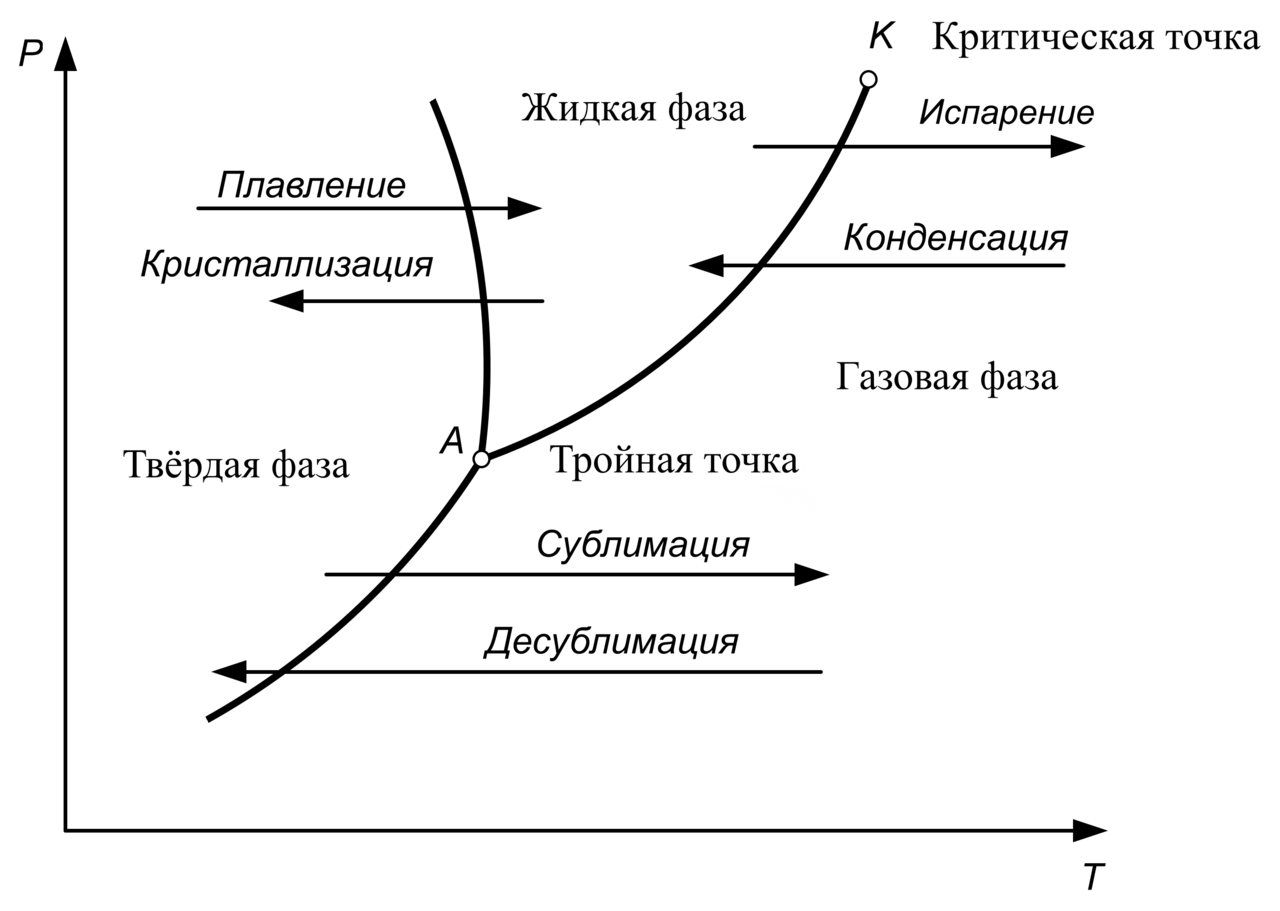 P
K Критическая точка
Жидкая фаза
Испарение
Плавление
Конденсация
Кристаллизация
Газовая фаза
A
Твёрдая фаза
Тройная точка
Сублимация
Десублимация
T